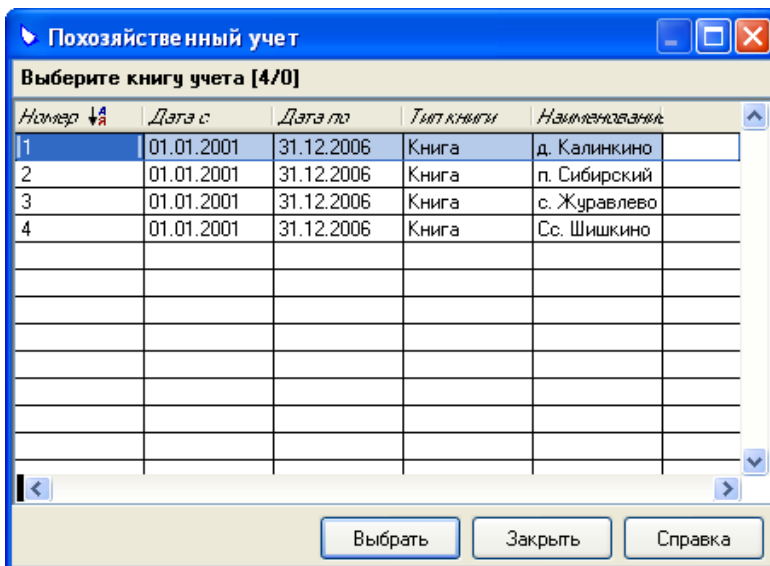 Похозяйственный учет
Выберите книгу учета [4/0]
Номер Дата с Дата по Тип книги Наименование
1 01.01.2001 31.12.2006 Книга д. Калинкино
2 01.01.2001 31.12.2006 Книга п. Сибирский
3 01.01.2001 31.12.2006 Книга с. Журавлево
4 01.01.2001 31.12.2006 Книга Сс. Шишкино
Выбрать Закрыть Справка